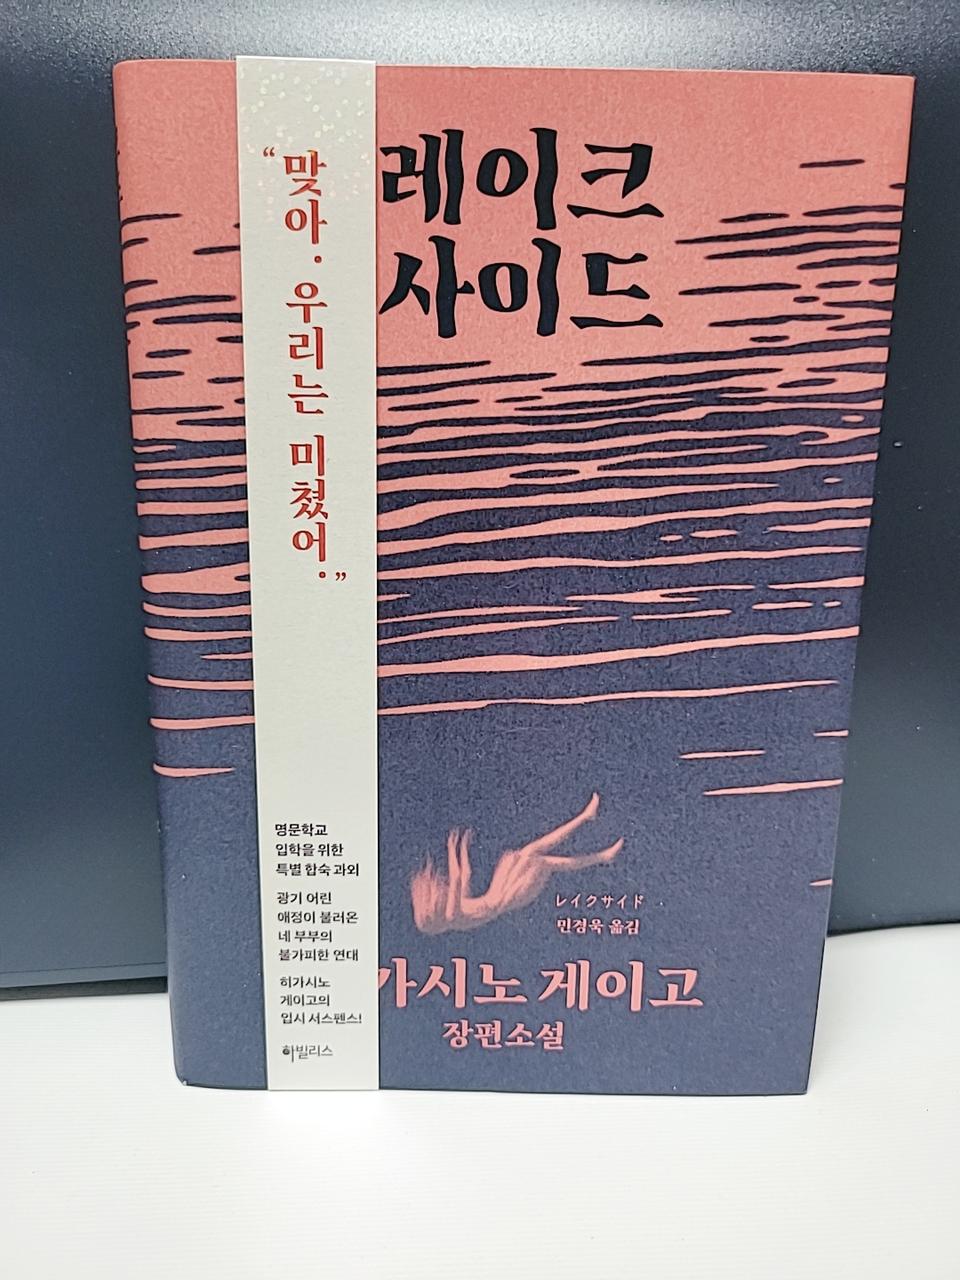 레이크
사이드
“맞아. 우리는 미쳤어.”
명문학교
입학을 위한
특별 합숙 과외
광기 어린
애정이 불러온
네 부부의
불가피한 연대
히가시노
게이고의
입시 서스펜스!
하빌리스
レイクサイド
민경욱 옮김
가시노 게이고
장편소설